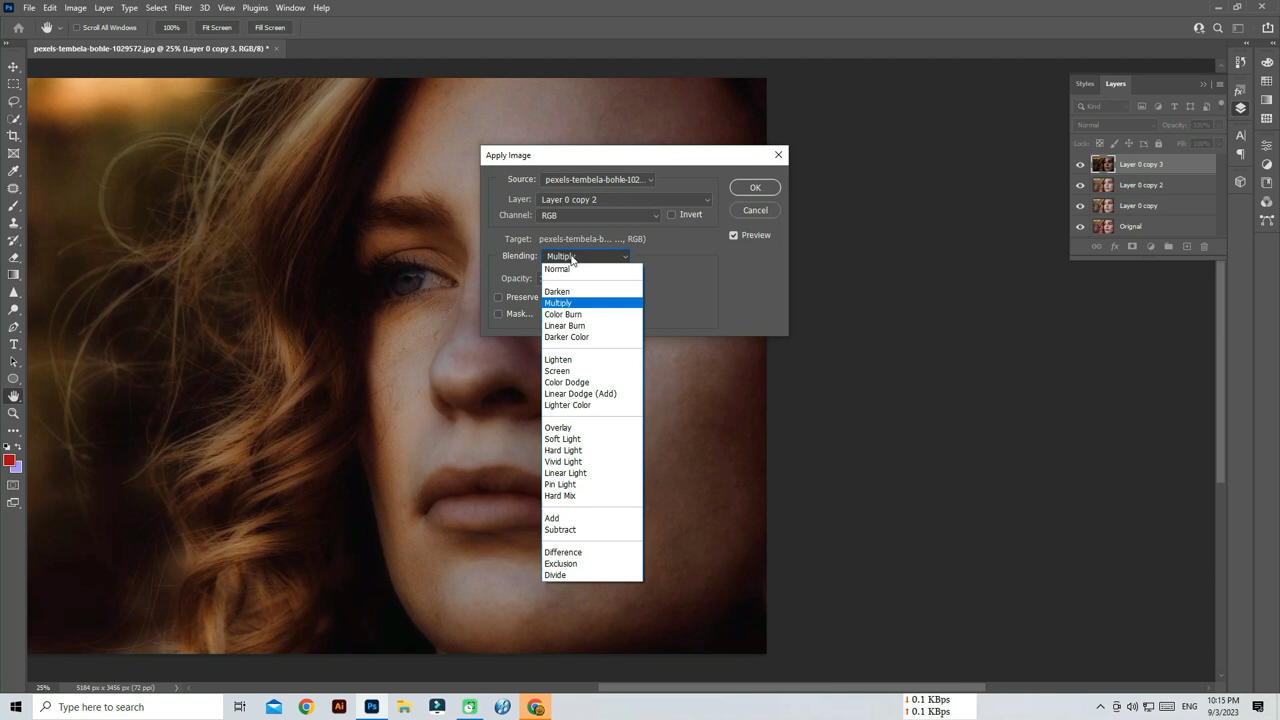 Ps File Edit Image Layer Type Select Filter 3D View Plugins Window Help
Scroll All Windows 100% Fit Screen Fill Screen
pexels-tembela-bohle-1029572.jpg @ 25% (Layer 0 copy 3, RGB/8) *
Styles Layers
Kind
Normal Opacity: 100%
Lock: Fill: 100%
Layer 0 copy 3
Layer 0 copy 2
Layer 0 copy
Orignal
Apply Image
Source: pexels-tembela-bohle-102...
Layer: Layer 0 copy 2
Channel: RGB Invert
Target: pexels-tembela-b... ..., RGB)
Blending: Multiply
Opacity:
Preserve
Mask...
OK
Cancel
Preview
Normal
Darken
Multiply
Color Burn
Linear Burn
Darker Color
Lighten
Screen
Color Dodge
Linear Dodge (Add)
Lighter Color
Overlay
Soft Light
Hard Light
Vivid Light
Linear Light
Pin Light
Hard Mix
Add
Subtract
Difference
Exclusion
Divide
25% 5184 px x 3456 px (72 ppi)
Type here to search
Ai
Ps
0.1 KBps
0.1 KBps
ENG
10:15 PM
9/3/2023